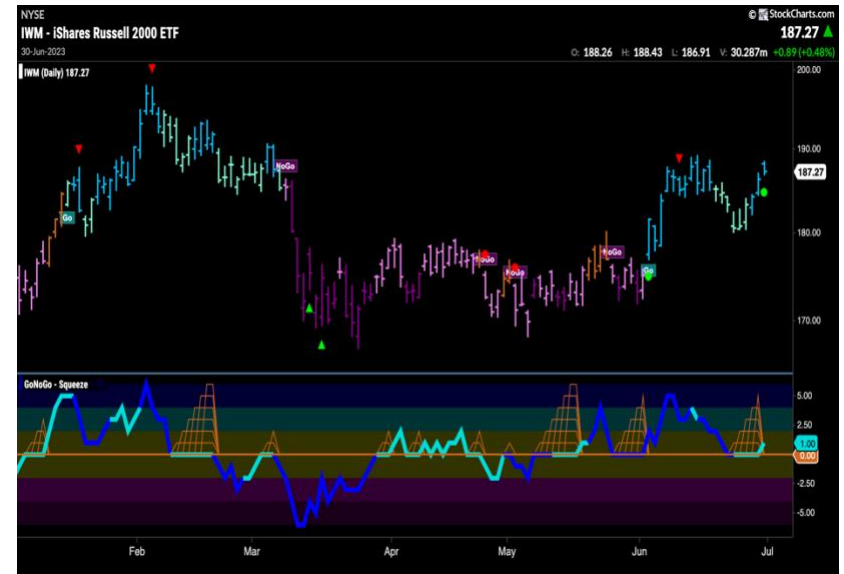 NYSE
© StockCharts.com
IWM - iShares Russell 2000 ETF
187.27
30-Jun-2023
O: 188.26 H: 188.43 L: 186.91 V: 30.287m +0.89 (+0.48%)
IWM (Daily) 187.27
200.00
190.00
NoGo
187.27
Go
180.00
NoGo
NoGo
NoGo
Go
170.00
GoNoGo - Squeeze
5.00
2.50
1.00
0.00
-2.50
-5.00
Feb
Mar
Apr
May
Jun
Jul